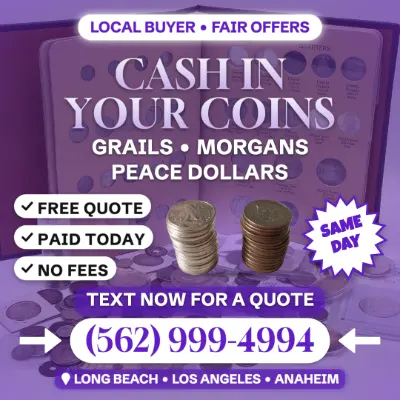 LOCAL BUYER • FAIR OFFERS
CASH IN
YOUR COINS
GRAILS • MORGANS
PEACE DOLLARS
✓ FREE QUOTE
✓ PAID TODAY
✓ NO FEES
SAME
DAY
TEXT NOW FOR A QUOTE
(562) 999-4994
LONG BEACH • LOS ANGELES • ANAHEIM